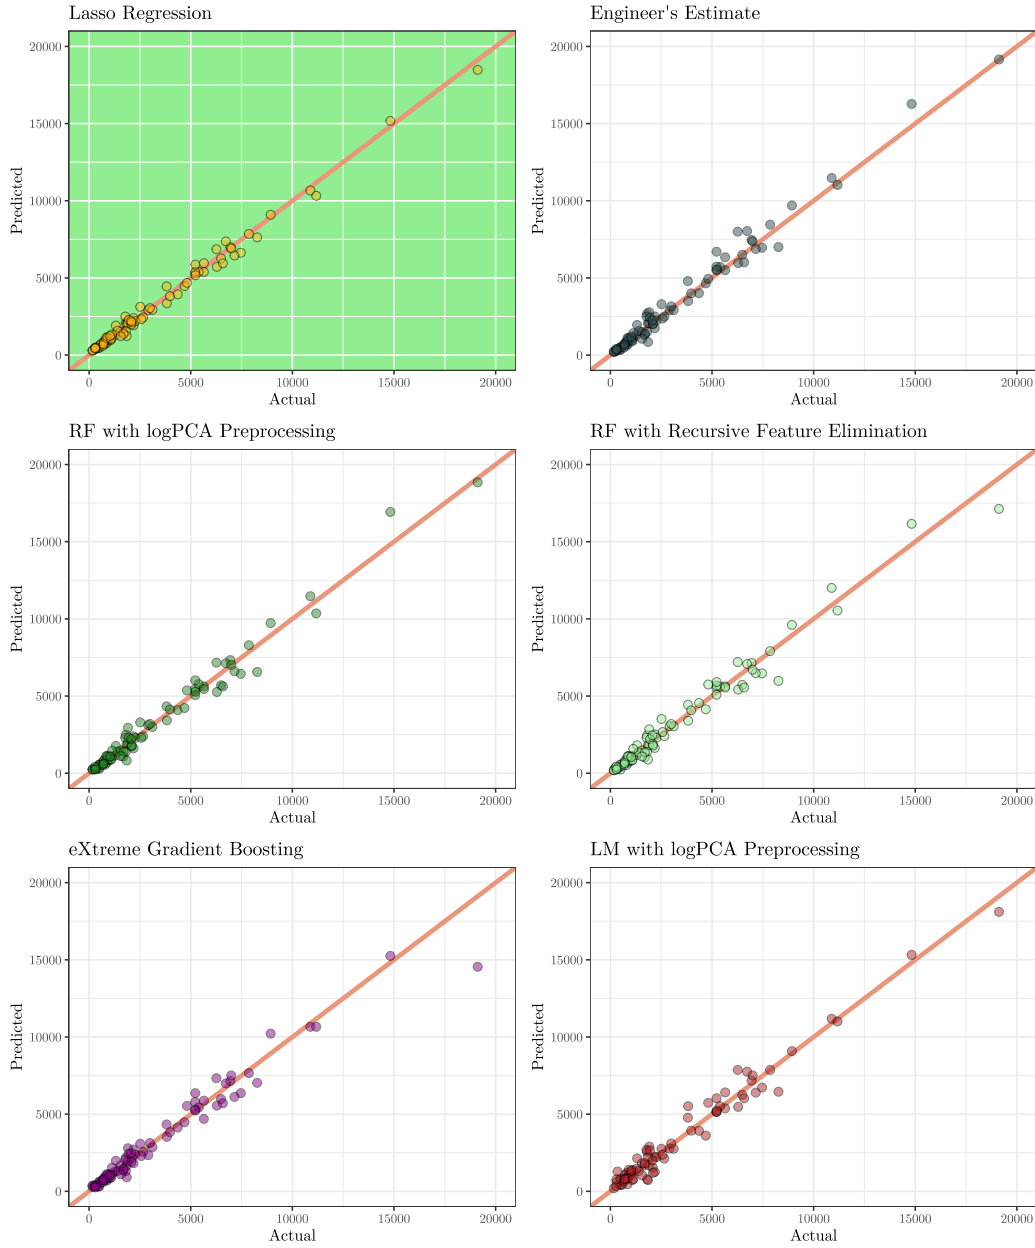 Lasso Regression
20000
15000
10000
5000
0
Predicted
0 5000 10000 15000 20000
Actual
Engineer's Estimate
20000
15000
10000
5000
0
Predicted
0 5000 10000 15000 20000
Actual
RF with logPCA Preprocessing
20000
15000
10000
5000
0
Predicted
0 5000 10000 15000 20000
Actual
RF with Recursive Feature Elimination
20000
15000
10000
5000
0
Predicted
0 5000 10000 15000 20000
Actual
eXtreme Gradient Boosting
20000
15000
10000
5000
0
Predicted
0 5000 10000 15000 20000
Actual
LM with logPCA Preprocessing
20000
15000
10000
5000
0
Predicted
0 5000 10000 15000 20000
Actual